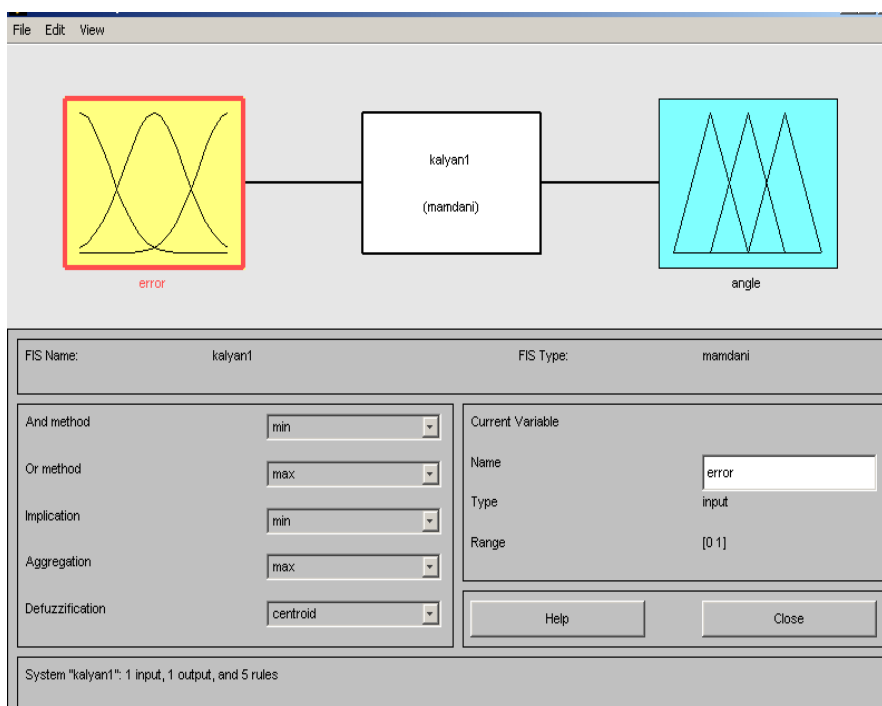 File Edit View
kalyan1
(mamdani)
error
angle
FIS Name: kalyan1 FIS Type: mamdani
And method min
Or method max
Implication min
Aggregation max
Defuzzification centroid
Current Variable
Name error
Type input
Range [0 1]
Help Close
System "kalyan1": 1 input, 1 output, and 5 rules